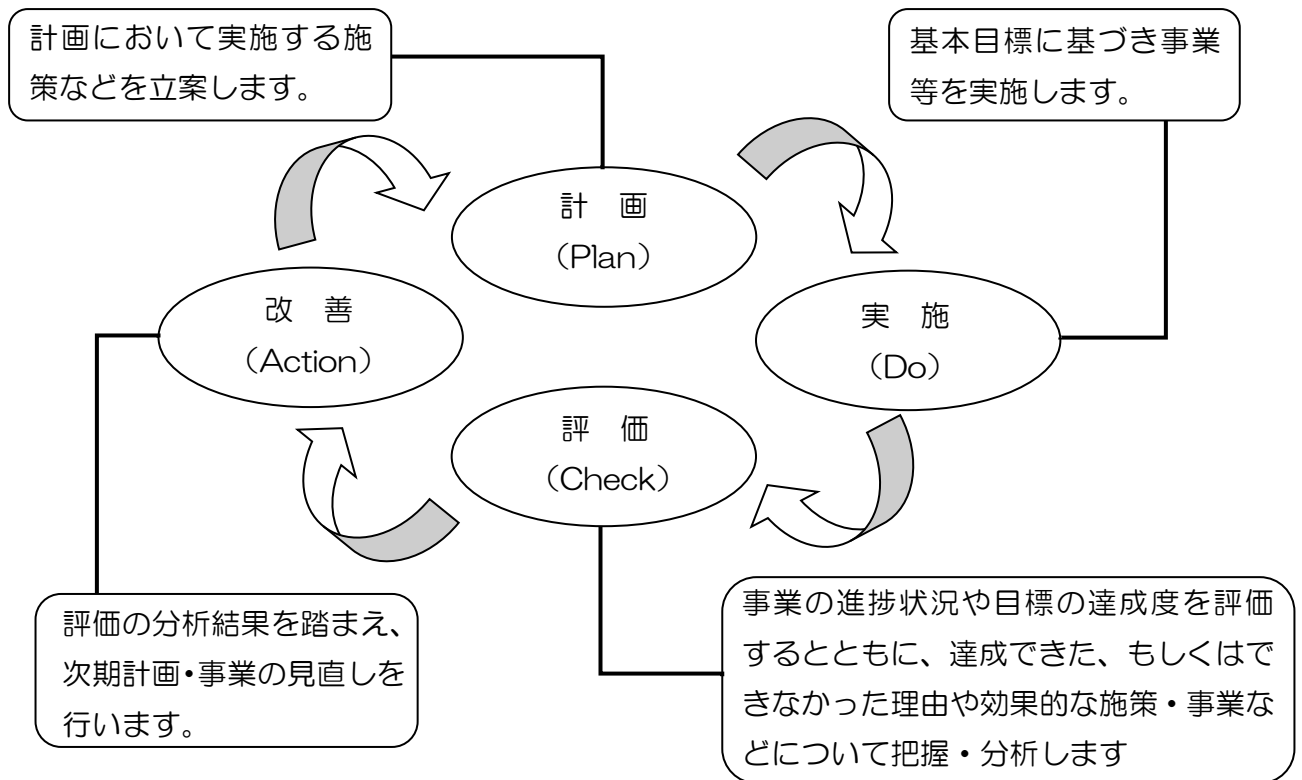 計画において実施する施
策などを立案します。
基本目標に基づき事業
等を実施します。
計　画
（Plan）
実　施
（Do）
改　善
（Action）
評　価
（Check）
評価の分析結果を踏まえ、
次期計画・事業の見直しを
行います。
事業の進捗状況や目標の達成度を評価
するとともに、達成できた、もしくはで
きなかった理由や効果的な施策・事業な
どについて把握・分析します